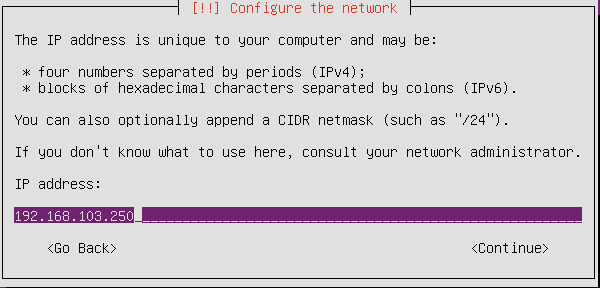 [!!] Configure the network
The IP address is unique to your computer and may be:
* four numbers separated by periods (IPv4);
* blocks of hexadecimal characters separated by colons (IPv6).
You can also optionally append a CIDR netmask (such as "/24").
If you don't know what to use here, consult your network administrator.
IP address:
192.168.103.250
<Go Back> <Continue>